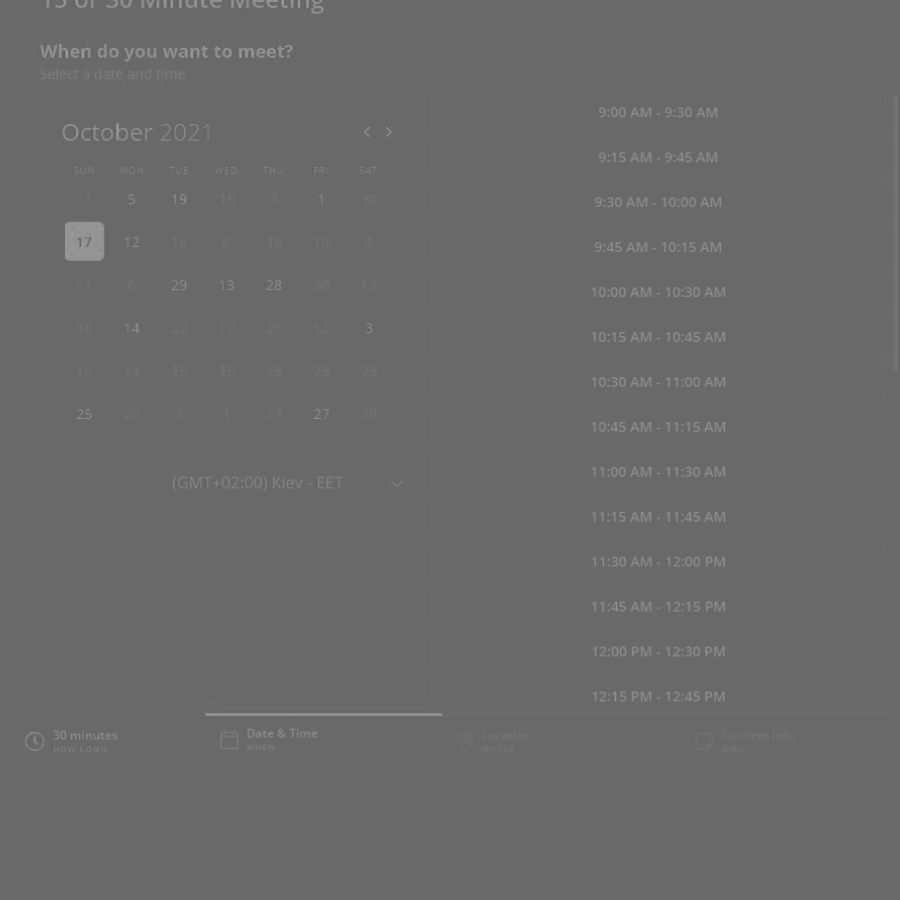 15 or 30 Minute Meeting
When do you want to meet?
Select a date and time
October 2021
SUN MON TUE WED THU FRI SAT
11 5 19 15 3 1 30
17 12 18 6 15 10 4
11 6 29 13 28 30 12
18 14 22 17 21 12 3
19 13 15 15 28 28 29
25 22 2 1 23 27 29
(GMT+02:00) Kiev - EET
9:00 AM - 9:30 AM
9:15 AM - 9:45 AM
9:30 AM - 10:00 AM
9:45 AM - 10:15 AM
10:00 AM - 10:30 AM
10:15 AM - 10:45 AM
10:30 AM - 11:00 AM
10:45 AM - 11:15 AM
11:00 AM - 11:30 AM
11:15 AM - 11:45 AM
11:30 AM - 12:00 PM
11:45 AM - 12:15 PM
12:00 PM - 12:30 PM
12:15 PM - 12:45 PM
30 minutes
HOW LONG
Date & Time
WHEN
Location
WHERE
Confirm Info
WHO